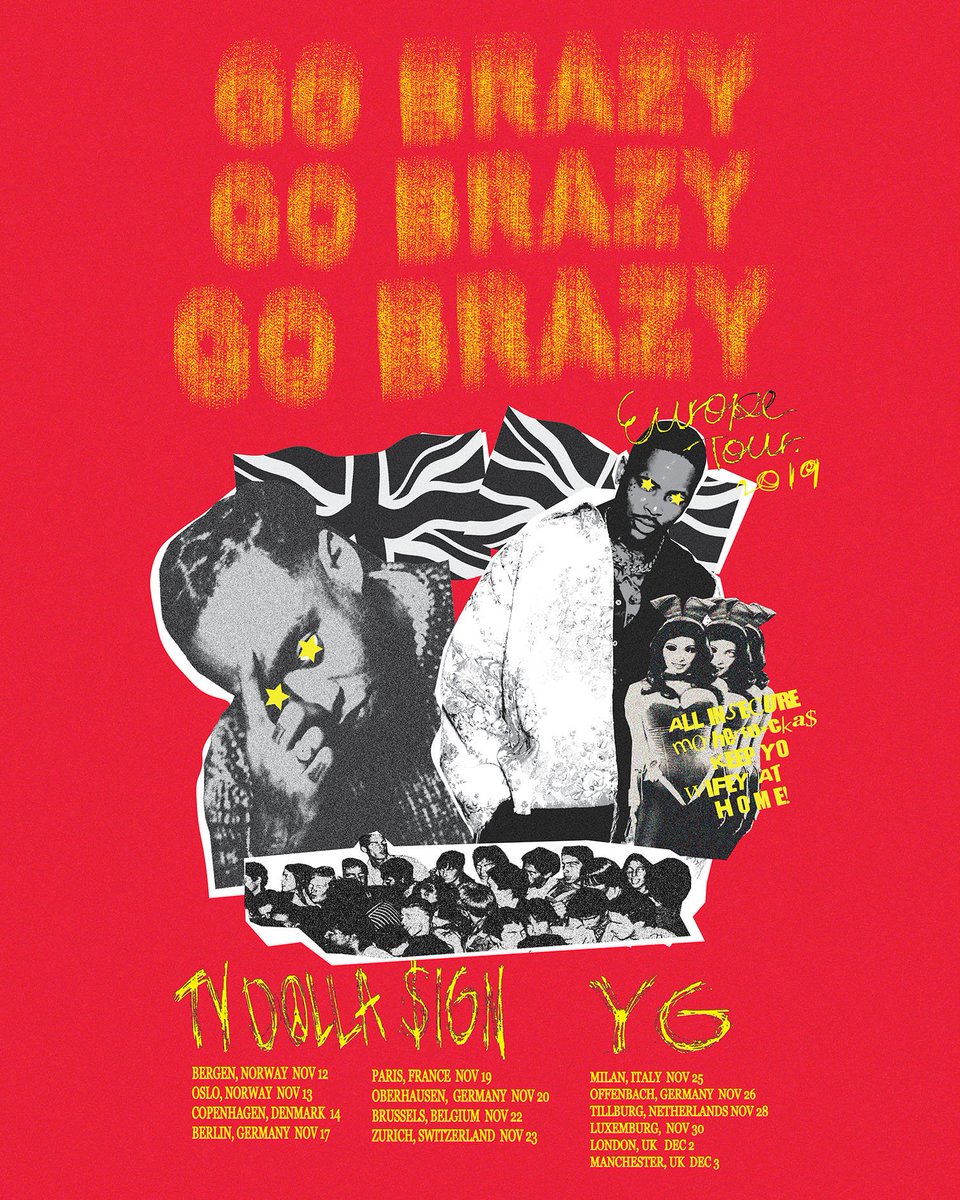 GO BRAZY
GO BRAZY
GO BRAZY
Europe
Tour.
2019
ALL INSECURE
mothe fu-cka$
KEEP YO
WIFEY AT
HOME!
TY DOLLA $IGN
YG
BERGEN, NORWAY NOV 12
OSLO, NORWAY NOV 13
COPENHAGEN, DENMARK 14
BERLIN, GERMANY NOV 17
PARIS, FRANCE NOV 19
OBERHAUSEN, GERMANY NOV 20
BRUSSELS, BELGIUM NOV 22
ZURICH, SWITZERLAND NOV 23
MILAN, ITALY NOV 25
OFFENBACH, GERMANY NOV 26
TILLBURG, NETHERLANDS NOV 28
LUXEMBURG, NOV 30
LONDON, UK DEC 2
MANCHESTER, UK DEC 3